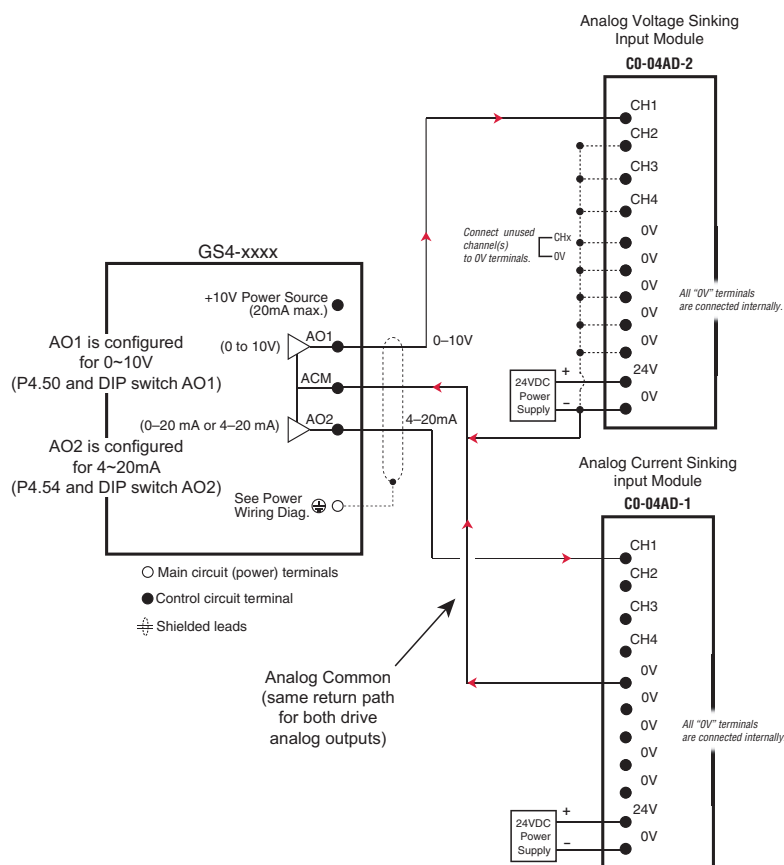 Analog Voltage Sinking
Input Module
C0-04AD-2
CH1
CH2
CH3
CH4
0V
0V
0V
0V
0V
24V
0V
Connect unused
channel(s)
to 0V terminals.
CHx
0V
All “0V” terminals
are connected internally.
+
24VDC
Power
Supply
–
GS4-xxxx
+10V Power Source
(20mA max.)
AO1
(0 to 10V)
0–10V
ACM
AO2
(0–20 mA or 4–20 mA)
4–20mA
See Power
Wiring Diag.
AO1 is configured
for 0~10V
(P4.50 and DIP switch AO1)
AO2 is configured
for 4~20mA
(P4.54 and DIP switch AO2)
Main circuit (power) terminals
Control circuit terminal
Shielded leads
Analog Common
(same return path
for both drive
analog outputs)
Analog Current Sinking
input Module
C0-04AD-1
CH1
CH2
CH3
CH4
0V
0V
0V
0V
0V
24V
0V
All “0V” terminals
are connected internally
+
24VDC
Power
Supply
–